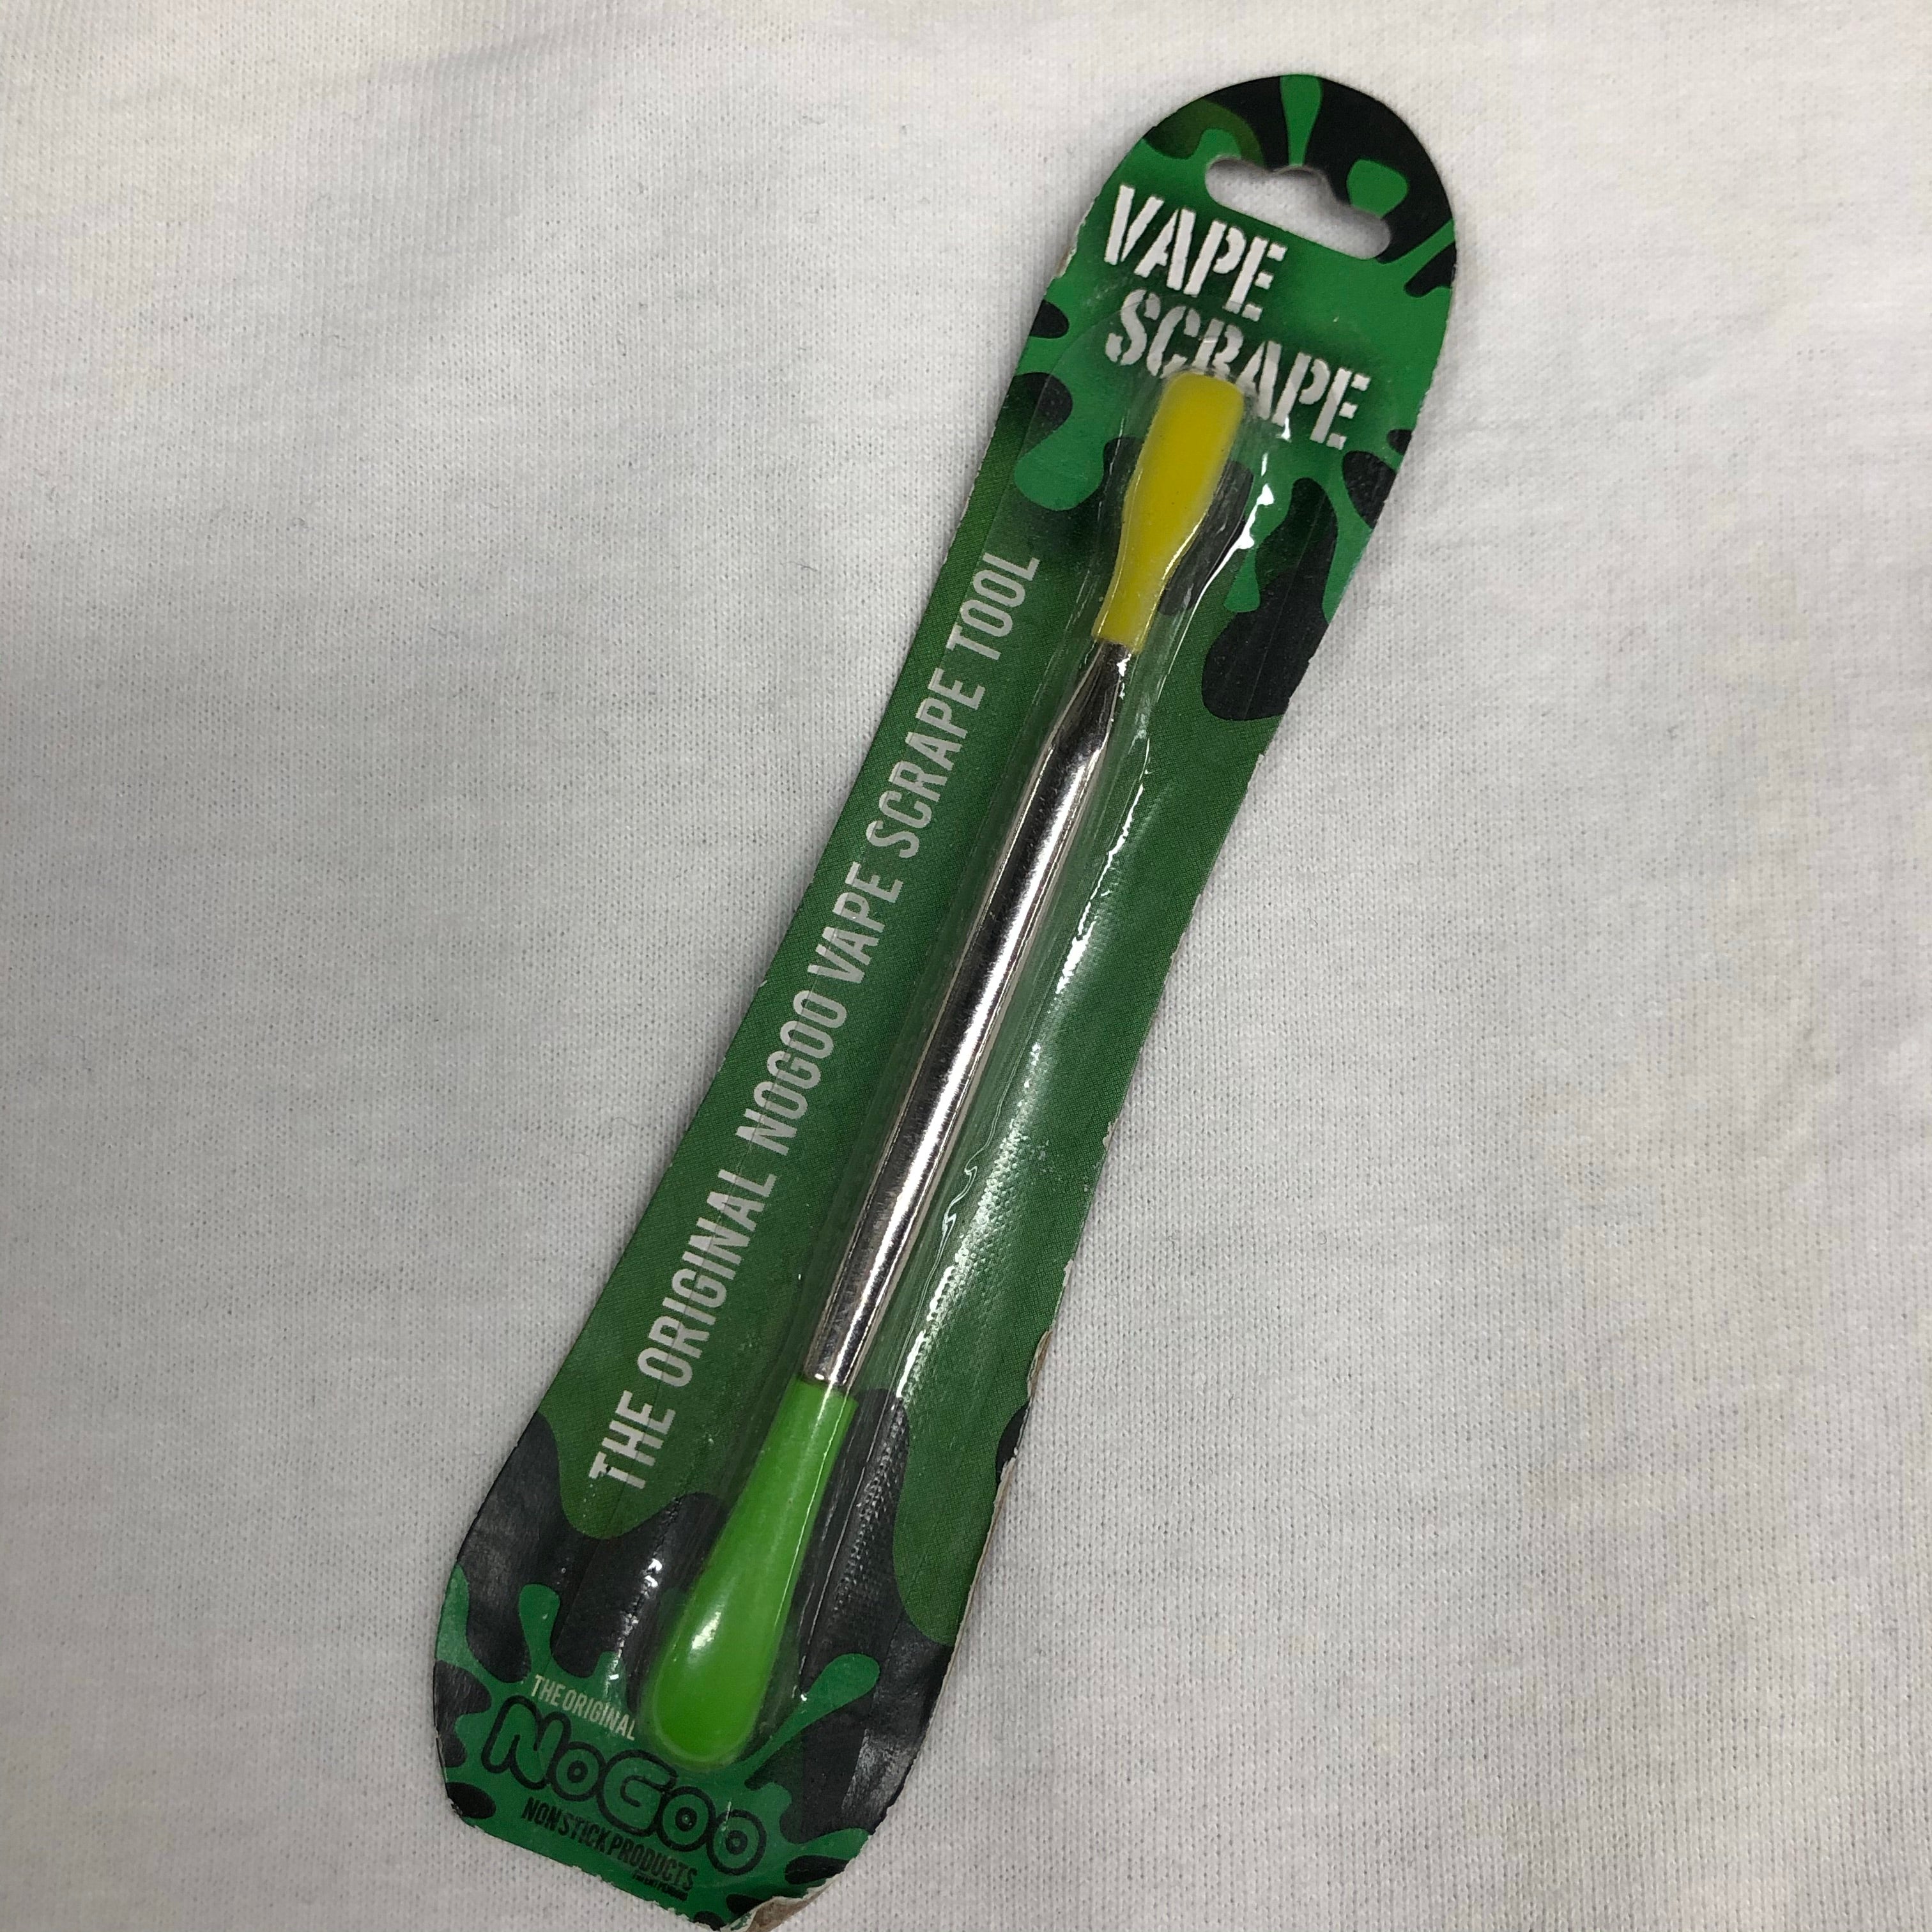 VAPE
SCRAPE
THE ORIGINAL NOGOO VAPE SCRAPE TOOL
THE ORIGINAL
NOGOO
NONSTICK PRODUCTS